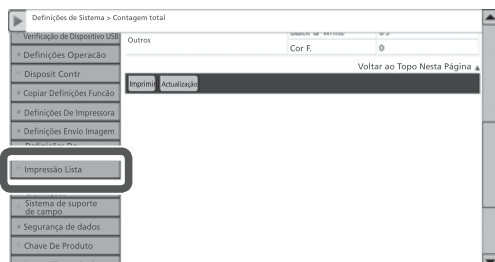 Definições de Sistema > Contagem total
Verificação de Dispositivo USB
Definições Operacão
Disposit Contr
Copiar Definições Funcão
Definições De Impressora
Definições Envio Imagem
Impressão Lista
Sistema de suporte
de campo
Segurança de dados
Chave De Produto
Outros
Cor F.
0
Voltar ao Topo Nesta Página
Imprimir
Actualização